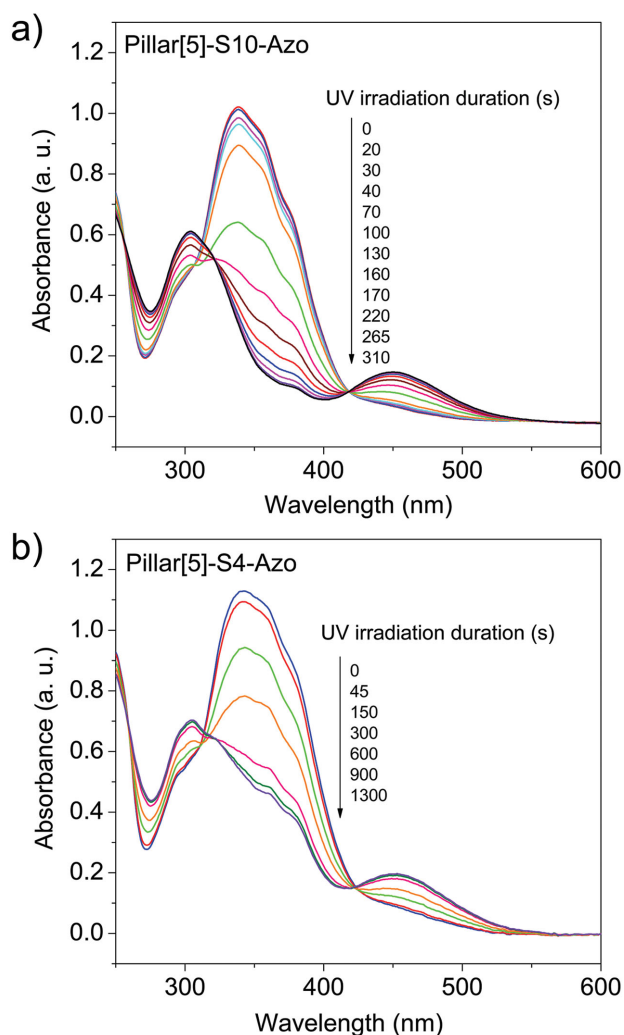 a)
Pillar[5]-S10-Azo
UV irradiation duration (s)
0
20
30
40
70
100
130
160
170
220
265
310
1.2
1.0
0.8
0.6
0.4
0.2
0.0
Absorbance (a. u.)
300 400 500 600
Wavelength (nm)
b)
Pillar[5]-S4-Azo
UV irradiation duration (s)
0
45
150
300
600
900
1300
1.2
1.0
0.8
0.6
0.4
0.2
0.0
Absorbance (a. u.)
300 400 500 600
Wavelength (nm)